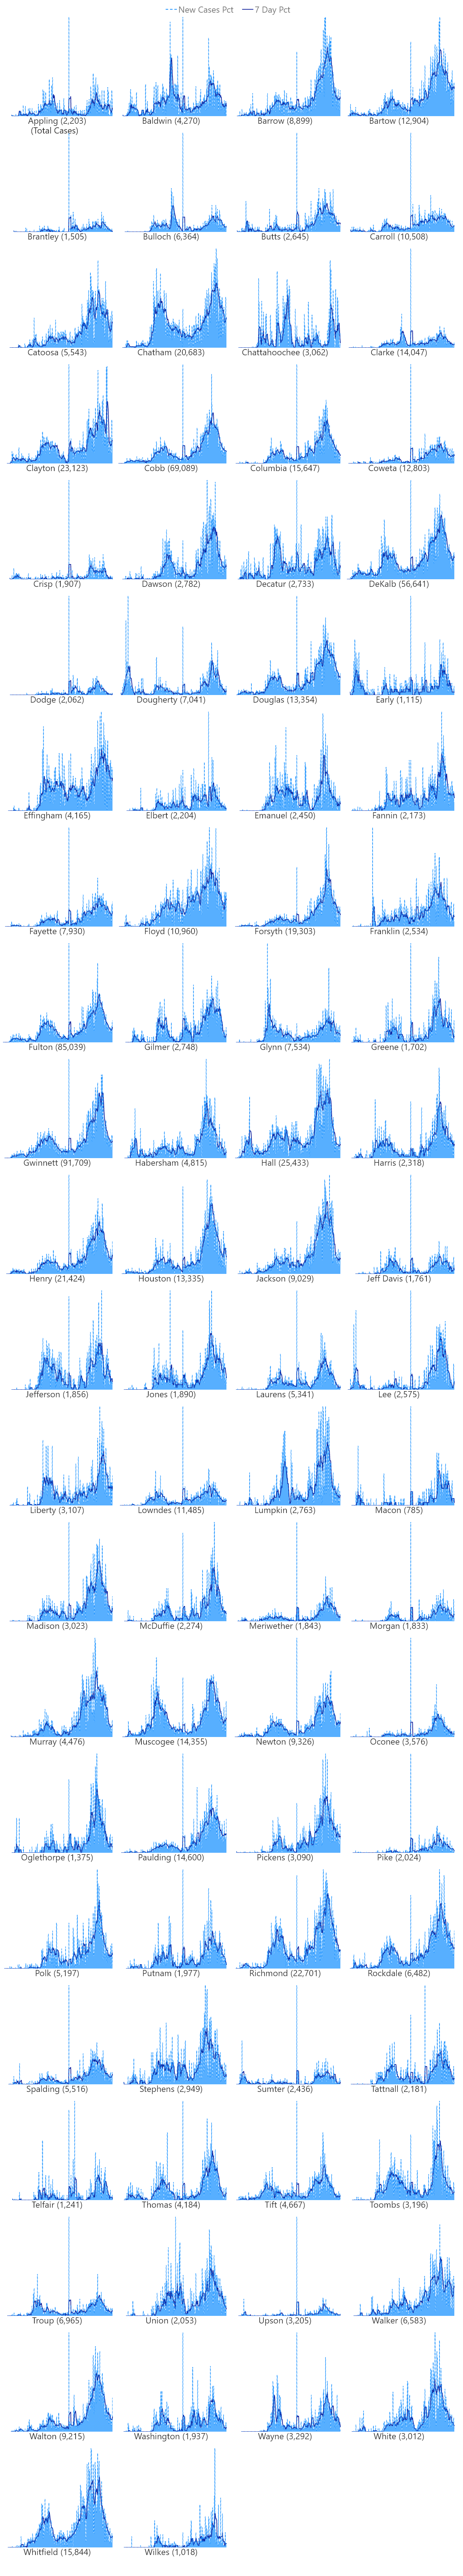 New Cases Pct 7 Day Pct
Appling (2,203) Baldwin (4,270) Barrow (8,899) Bartow (12,904)
(Total Cases)
Brantley (1,505) Bulloch (6,364) Butts (2,645) Carroll (10,508)
Catoosa (5,543) Chatham (20,683) Chattahoochee (3,062) Clarke (14,047)
Clayton (23,123) Cobb (69,089) Columbia (15,647) Coweta (12,803)
Crisp (1,907) Dawson (2,782) Decatur (2,733) DeKalb (56,641)
Dodge (2,062) Dougherty (7,041) Douglas (13,354) Early (1,115)
Effingham (4,165) Elbert (2,204) Emanuel (2,450) Fannin (2,173)
Fayette (7,930) Floyd (10,960) Forsyth (19,303) Franklin (2,534)
Fulton (85,039) Gilmer (2,748) Glynn (7,534) Greene (1,702)
Gwinnett (91,709) Habersham (4,815) Hall (25,433) Harris (2,318)
Henry (21,424) Houston (13,335) Jackson (9,029) Jeff Davis (1,761)
Jefferson (1,856) Jones (1,890) Laurens (5,341) Lee (2,575)
Liberty (3,107) Lowndes (11,485) Lumpkin (2,763) Macon (785)
Madison (3,023) McDuffie (2,274) Meriwether (1,843) Morgan (1,833)
Murray (4,476) Muscogee (14,355) Newton (9,326) Oconee (3,576)
Oglethorpe (1,375) Paulding (14,600) Pickens (3,090) Pike (2,024)
Polk (5,197) Putnam (1,977) Richmond (22,701) Rockdale (6,482)
Spalding (5,516) Stephens (2,949) Sumter (2,436) Tattnall (2,181)
Telfair (1,241) Thomas (4,184) Tift (4,667) Toombs (3,196)
Troup (6,965) Union (2,053) Upson (3,205) Walker (6,583)
Walton (9,215) Washington (1,937) Wayne (3,292) White (3,012)
Whitfield (15,844) Wilkes (1,018)